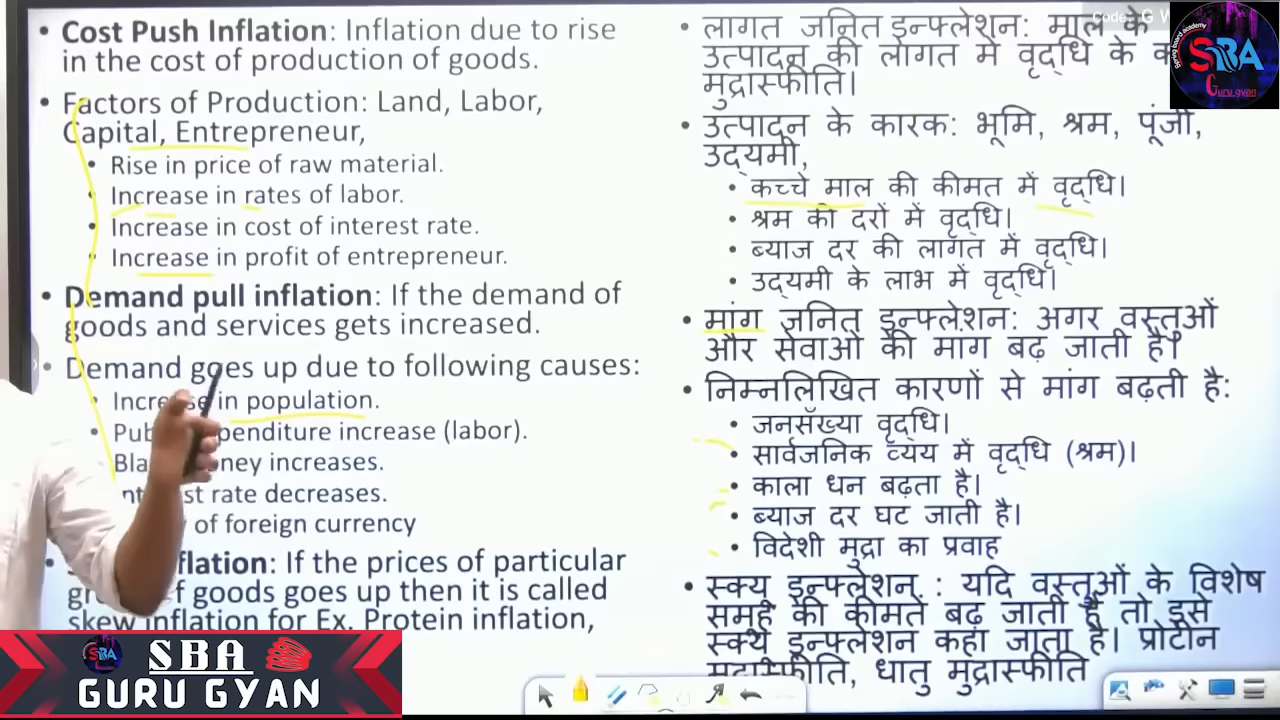 Cost Push Inflation: Inflation due to rise
in the cost of production of goods.
Factors of Production: Land, Labor,
Capital, Entrepreneur,
Rise in price of raw material.
Increase in rates of labor.
Increase in cost of interest rate.
Increase in profit of entrepreneur.
Demand pull inflation: If the demand of
goods and services gets increased.
Demand goes up due to following causes:
in population.
increase (labor).
increases.
rate decreases.
of foreign currency
If the prices of particular
goods goes up then it is called
skew inflation for Ex. Protein inflation,
लागत जनित इन्फ्लेशन: माल के
उत्पादन की लागत में वृद्धि के
मुद्रास्फीति।
उत्पादन के कारक: भूमि, श्रम, पूंजी,
उद्यमी,
कच्चे माल की कीमत में वृद्धि।
श्रम की दरों में वृद्धि।
ब्याज दर की लागत में वृद्धि।
उद्यमी के लाभ में वृद्धि।
मांग जनित इन्फ्लेशन: अगर वस्तुओं
और सेवाओं की मांग बढ़ जाती है।
निम्नलिखित कारणों से मांग बढ़ती है:
जनसँख्या वृद्धि।
सार्वजनिक व्यय में वृद्धि (श्रम)।
काला धन बढ़ता है।
ब्याज दर घट जाती है।
विदेशी मुद्रा का प्रवाह
स्क्यू इन्फ्लेशन : यदि वस्तुओं के विशेष
समूह की कीमतें बढ़ जाती हैं तो इसे
स्क्यू इन्फ्लेशन कहा जाता है। प्रोटीन
मुद्रास्फीति, धातु मुद्रास्फीति
code: G
SBA
Guru gyan
SBA
SBA
GURU GYAN